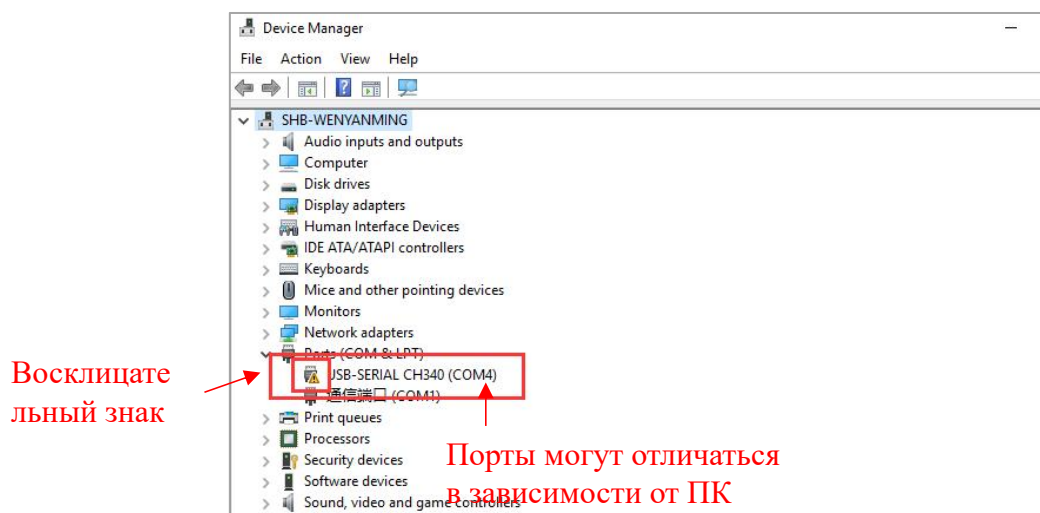 Device Manager
File Action View Help
SHB-WENYANMING
Audio inputs and outputs
Computer
Disk drives
Display adapters
Human Interface Devices
IDE ATA/ATAPI controllers
Keyboards
Mice and other pointing devices
Monitors
Network adapters
Ports (COM & LPT)
USB-SERIAL CH340 (COM4)
通信端口 (COM1)
Print queues
Processors
Security devices
Software devices
Sound, video and game controllers
Восклицате
льный знак
Порты могут отличаться
в зависимости от ПК